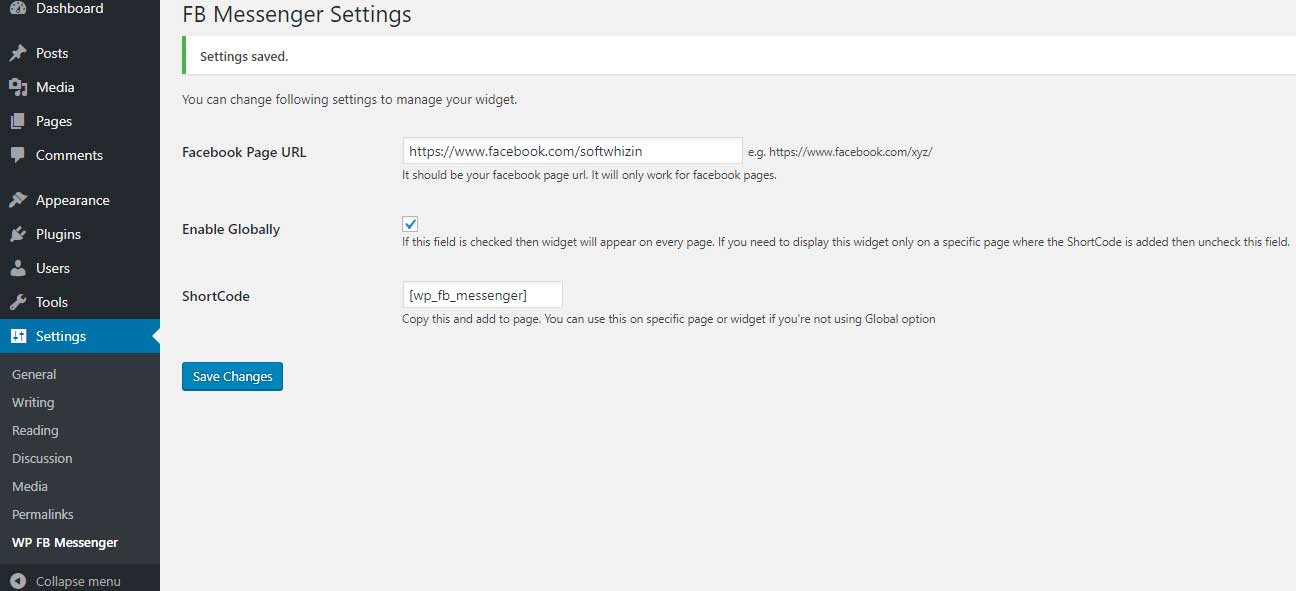 Dashboard
Posts
Media
Pages
Comments
Appearance
Plugins
Users
Tools
Settings
General
Writing
Reading
Discussion
Media
Permalinks
WP FB Messenger
Collapse menu
FB Messenger Settings
Settings saved.
You can change following settings to manage your widget.
Facebook Page URL
https://www.facebook.com/softwhizin
e.g. https://www.facebook.com/xyz/
It should be your facebook page url. It will only work for facebook pages.
Enable Globally
If this field is checked then widget will appear on every page. If you need to display this widget only on a specific page where the ShortCode is added then uncheck this field.
ShortCode
[wp_fb_messenger]
Copy this and add to page. You can use this on specific page or widget if you're not using Global option
Save Changes